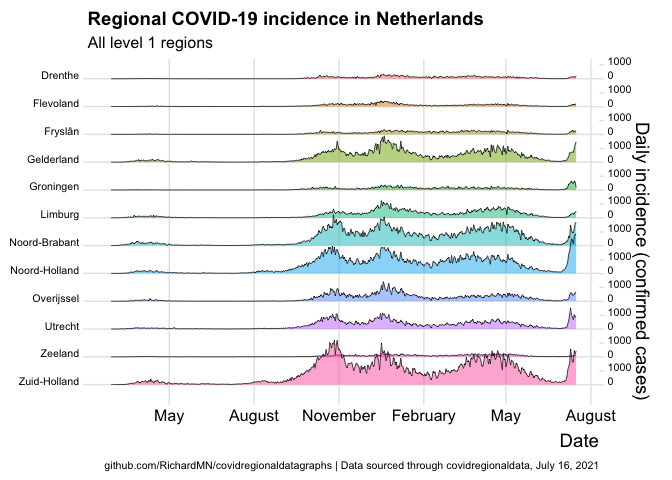 Regional COVID-19 incidence in Netherlands
All level 1 regions
Drenthe
1000
0
Flevoland
1000
0
Fryslân
1000
0
Gelderland
1000
0
Groningen
1000
0
Limburg
1000
0
Noord-Brabant
1000
0
Noord-Holland
1000
0
Overijssel
1000
0
Utrecht
1000
0
Zeeland
1000
0
Zuid-Holland
1000
0
Daily incidence (confirmed cases)
May August November February May August
Date
github.com/RichardMN/covidregionaldatagraphs | Data sourced through covidregionaldata, July 16, 2021